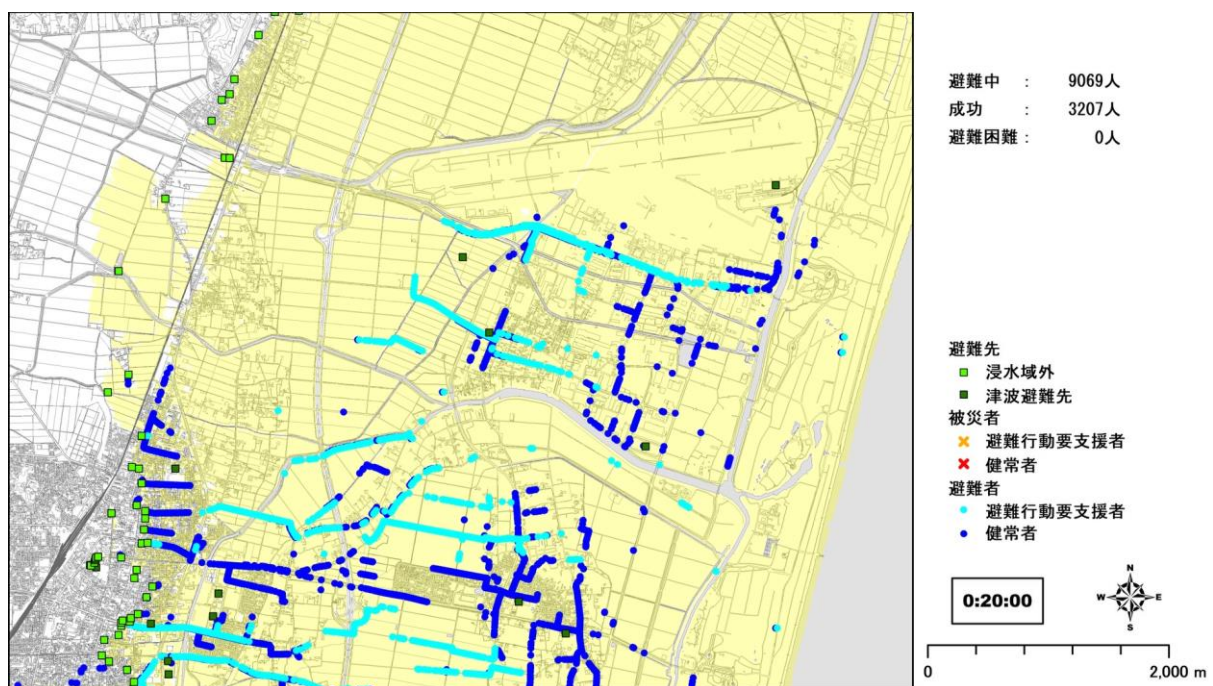 避難中 : 9069人
成功 : 3207人
避難困難 : 0人
避難先
浸水域外
津波避難先
被災者
避難行動要支援者
健常者
避難者
避難行動要支援者
健常者
0:20:00
N
W E
S
0 2,000 m